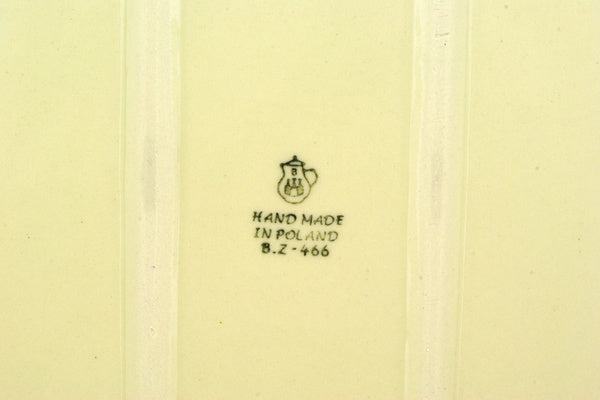 B
HAND MADE
IN POLAND
B.Z-466